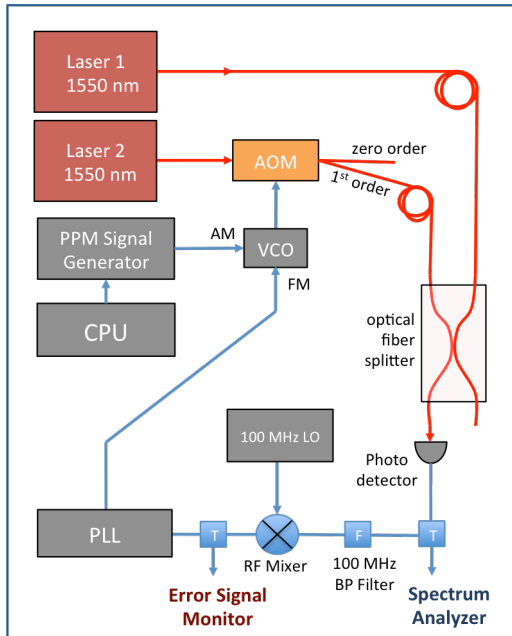 Laser 1
1550 nm
Laser 2
1550 nm
AOM
zero order
1st order
PPM Signal
Generator
AM
VCO
FM
CPU
optical
fiber
splitter
100 MHz LO
Photo
detector
PLL
T
RF Mixer
F
100 MHz
BP Filter
T
Error Signal
Monitor
Spectrum
Analyzer